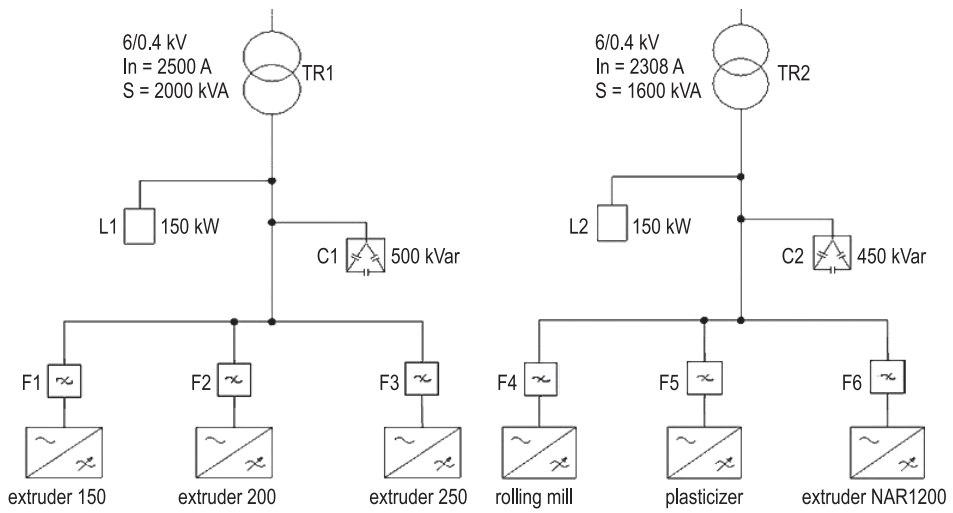 6/0.4 kV
In = 2500 A
S = 2000 kVA
TR1
6/0.4 kV
In = 2308 A
S = 1600 kVA
TR2
L1
150 kW
C1
500 kVar
L2
150 kW
C2
450 kVar
F1
F2
F3
F4
F5
F6
extruder 150
extruder 200
extruder 250
rolling mill
plasticizer
extruder NAR1200